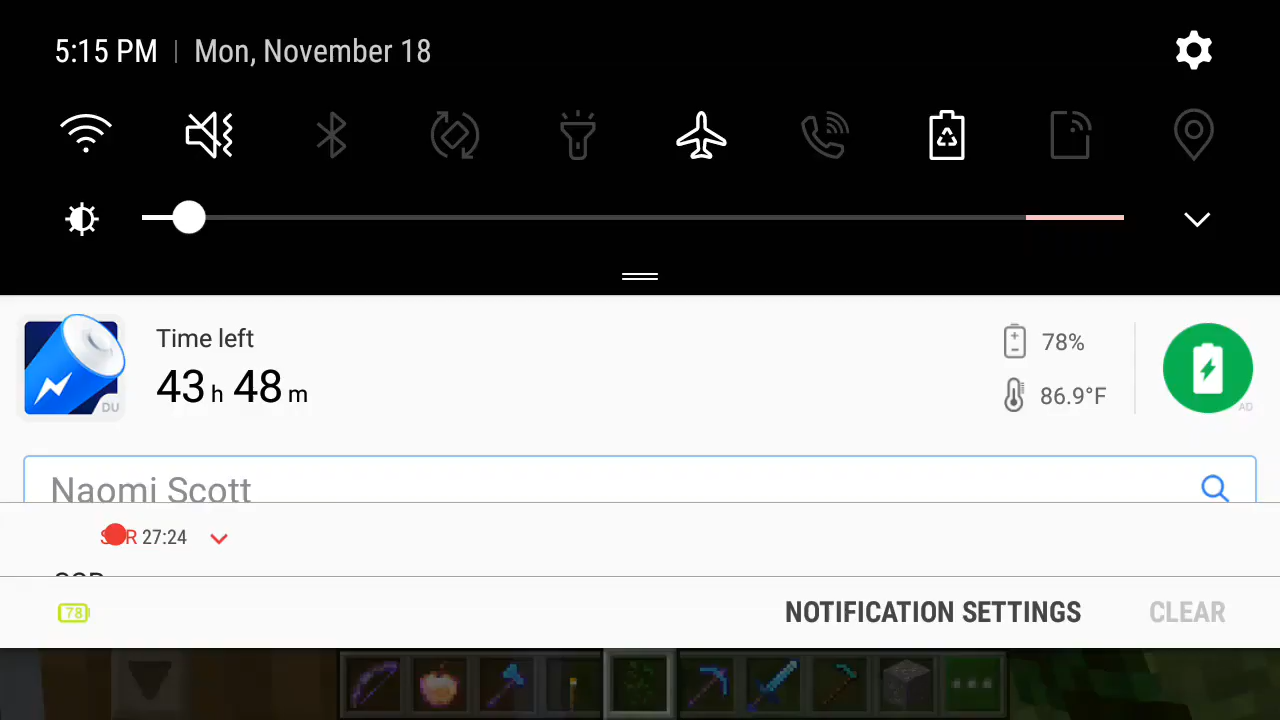 5:15 PM | Mon, November 18
Time left
43 h 48 m
78%
86.9°F
DU
AD
Naomi Scott
27:24
78
NOTIFICATION SETTINGS
CLEAR